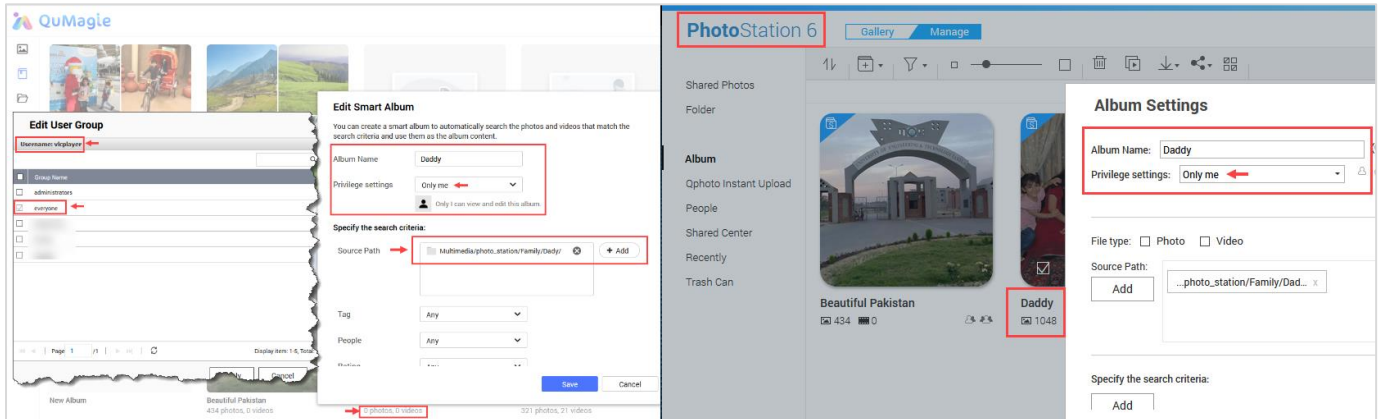 QuMagie
Edit User Group
Username: vlcplayer
Group Name
administrators
everyone
Page 1 /1
Display item: 1-5, Total:
Cancel
New Album
Beautiful Pakistan
434 photos, 0 videos
0 photos, 0 videos
321 photos, 21 videos
Edit Smart Album
You can create a smart album to automatically search the photos and videos that match the
search criteria and use them as the album content.
Album Name
Daddy
Privilege settings
Only me
Only I can view and edit this album.
Specify the search criteria:
Source Path
Multimedia/photo_station/Family/Dady/
+ Add
Tag
Any
People
Any
Save
Cancel
PhotoStation 6
Gallery
Manage
Shared Photos
Folder
Album
Qphoto Instant Upload
People
Shared Center
Recently
Trash Can
Beautiful Pakistan
434 0
Daddy
1048
Album Settings
Album Name: Daddy
Privilege settings: Only me
File type: Photo Video
Source Path:
Add
...photo_station/Family/Dad... x
Specify the search criteria:
Add